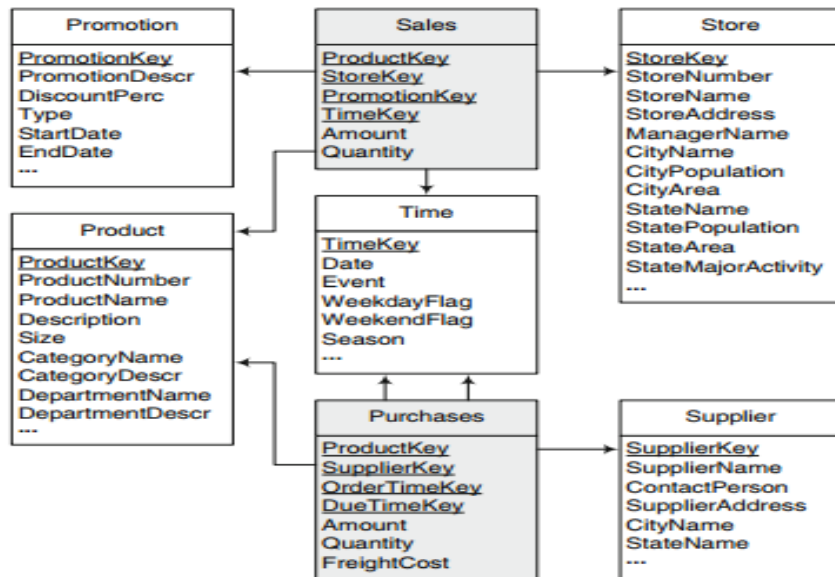 Promotion
PromotionKey
PromotionDescr
DiscountPerc
Type
StartDate
EndDate
...
Sales
ProductKey
StoreKey
PromotionKey
TimeKey
Amount
Quantity
Store
StoreKey
StoreNumber
StoreName
StoreAddress
ManagerName
CityName
CityPopulation
CityArea
StateName
StatePopulation
StateArea
StateMajorActivity
...
Product
ProductKey
ProductNumber
ProductName
Description
Size
CategoryName
CategoryDescr
DepartmentName
DepartmentDescr
...
Time
TimeKey
Date
Event
WeekdayFlag
WeekendFlag
Season
...
Purchases
ProductKey
SupplierKey
OrderTimeKey
DueTimeKey
Amount
Quantity
FreightCost
Supplier
SupplierKey
SupplierName
ContactPerson
SupplierAddress
CityName
StateName
...